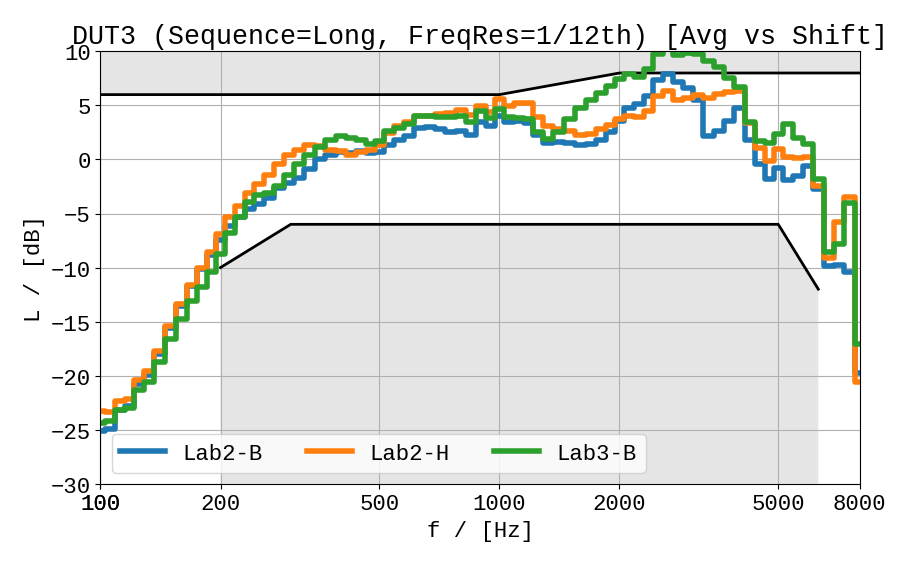 DUT3 (Sequence=Long, FreqRes=1/12th) [Avg vs Shift]
10
5
0
−5
−10
−15
−20
−25
−30
L / [dB]
Lab2-B Lab2-H Lab3-B
100 200 500 1000 2000 5000 8000
f / [Hz]